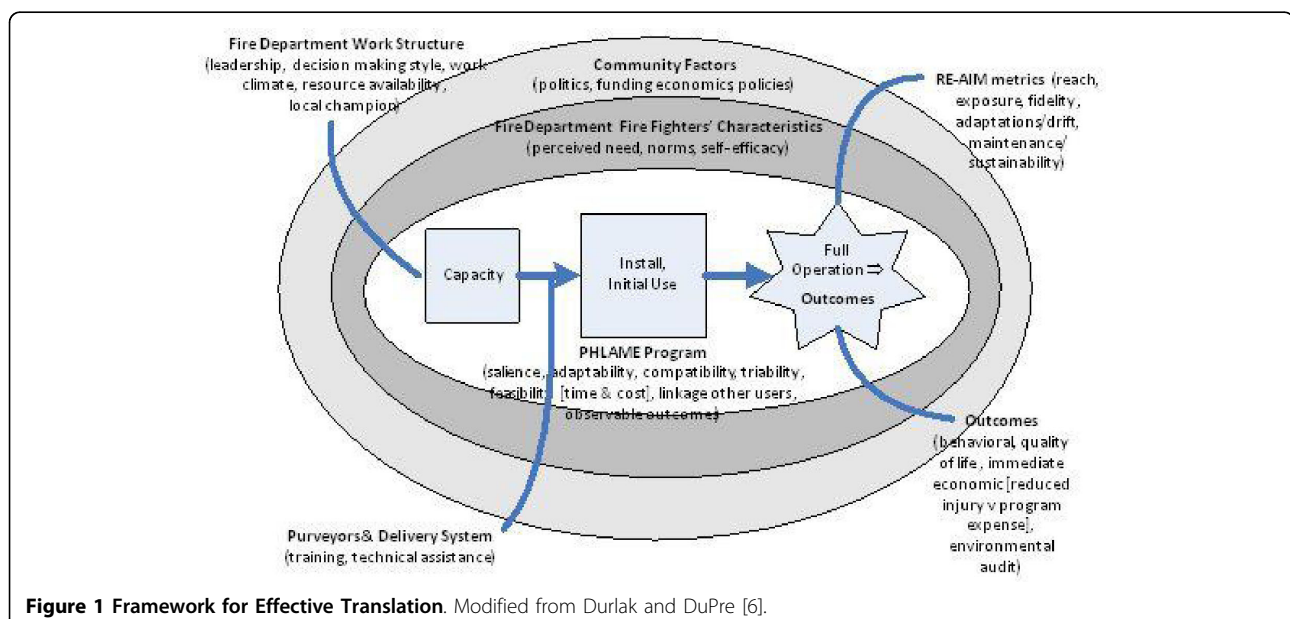 Fire Department Work Structure
(leadership, decision making style, work
climate, resource availability,
local champion)
Community Factors
(politics, funding economics, policies)
Fire Department Fire Fighters' Characteristics
(perceived need, norms, self-efficacy)
RE-AIM metrics (reach,
exposure, fidelity,
adaptations/drift,
maintenance/
sustainability)
Capacity
Install,
Initial Use
Full
Operation ⇒
Outcomes
PHLAME Program
(salience, adaptability, compatibility, triability,
feasibility [time & cost], linkage other users,
observable outcomes)
Purveyors & Delivery System
(training, technical assistance)
Outcomes
(behavioral, quality
of life, immediate
economic [reduced
injury v program
expense],
environmental
audit)
Figure 1 Framework for Effective Translation. Modified from Durlak and DuPre [6].